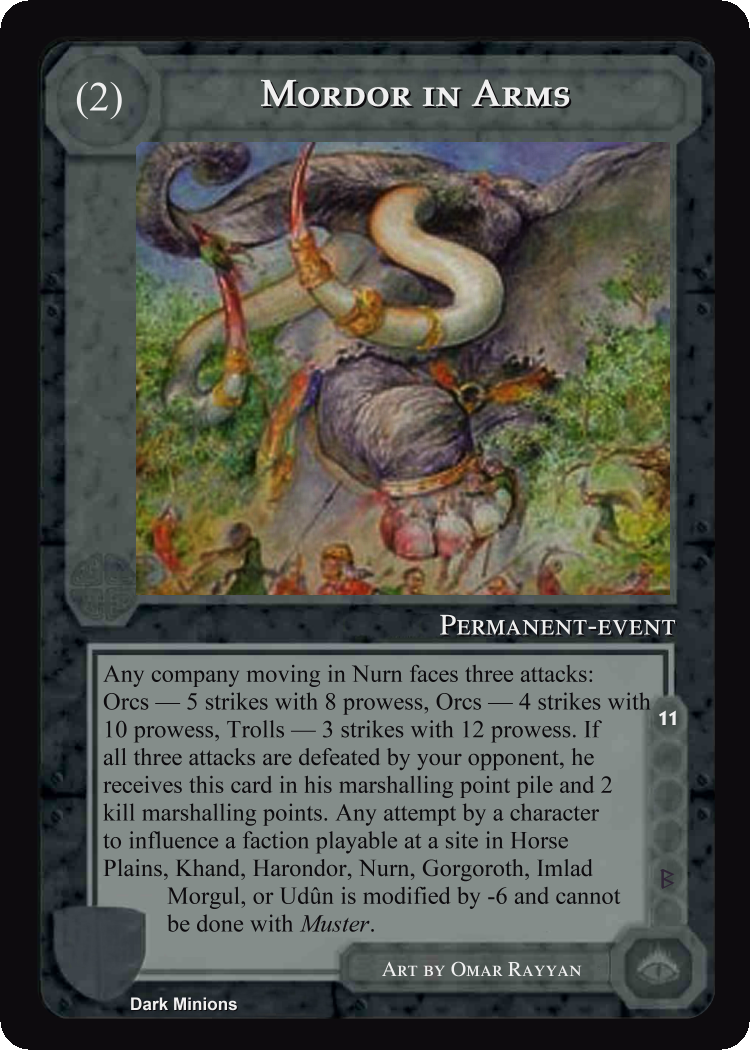 (2)
Mordor in Arms
Permanent-event
Any company moving in Nurn faces three attacks:
Orcs — 5 strikes with 8 prowess, Orcs — 4 strikes with
10 prowess, Trolls — 3 strikes with 12 prowess. If
all three attacks are defeated by your opponent, he
receives this card in his marshalling point pile and 2
kill marshalling points. Any attempt by a character
to influence a faction playable at a site in Horse
Plains, Khand, Harondor, Nurn, Gorgoroth, Imlad
Morgul, or Udûn is modified by -6 and cannot
be done with Muster.
11
ᛒ
Art by Omar Rayyan
Dark Minions